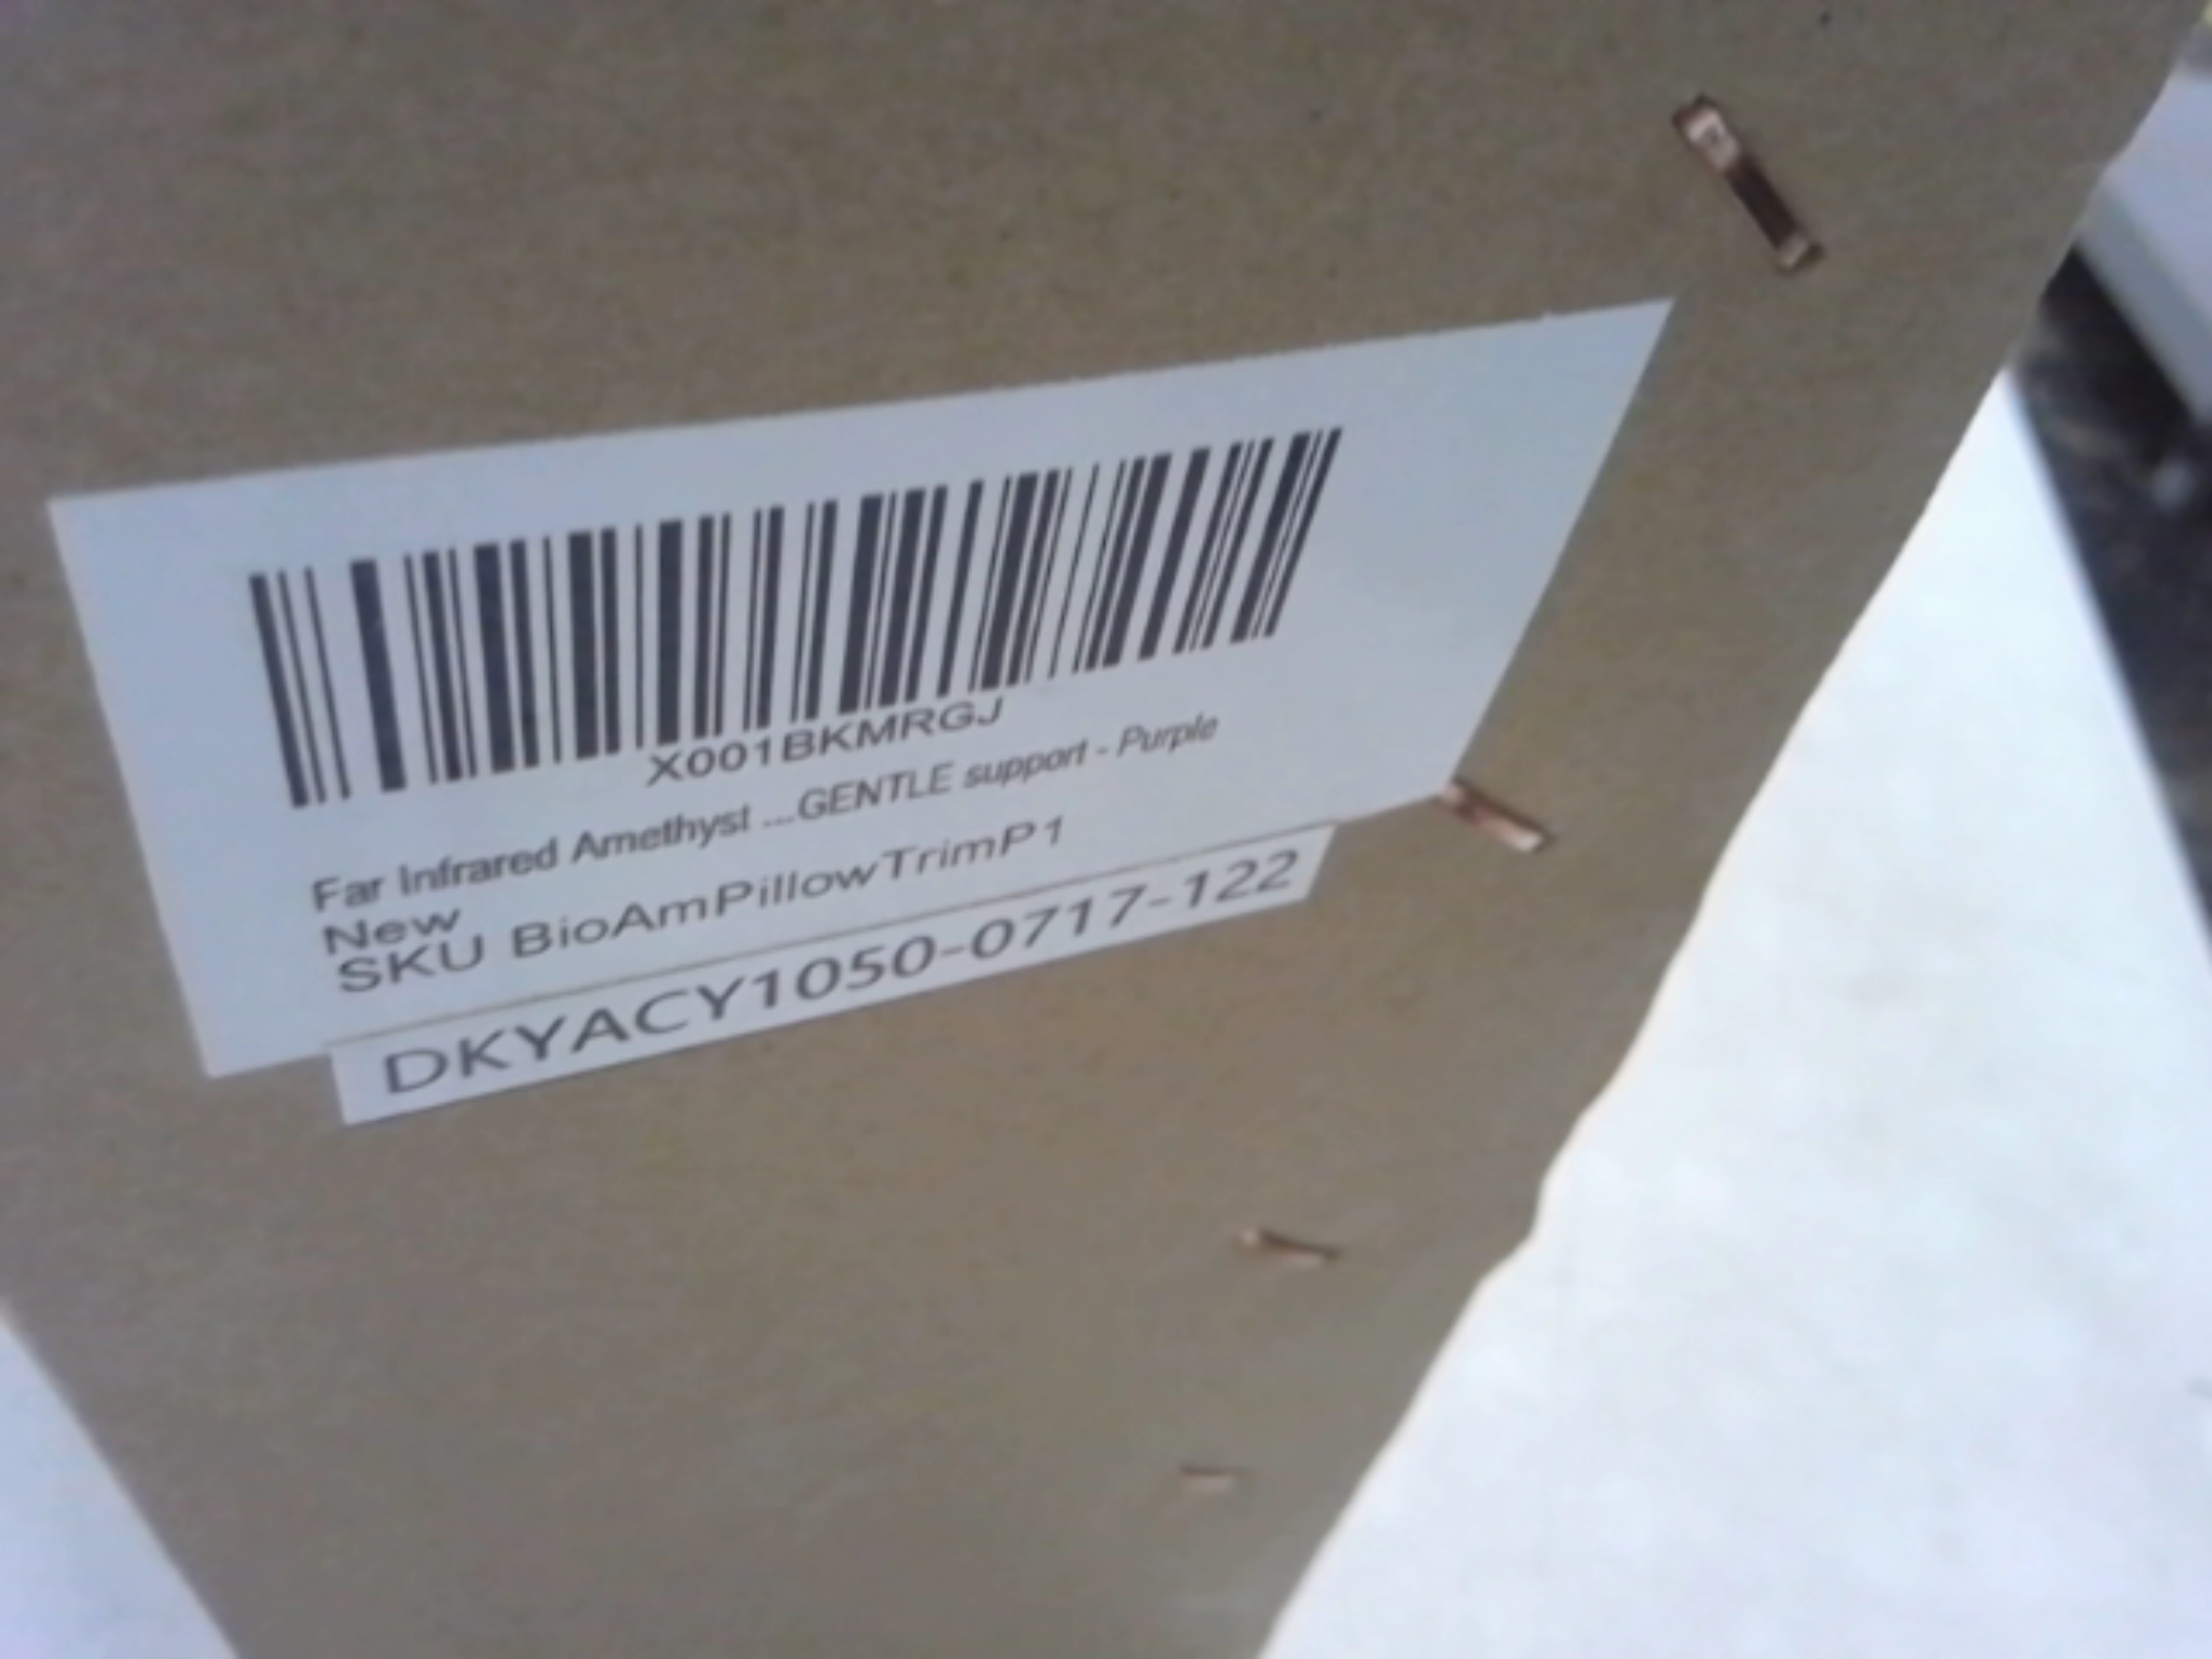 X001BKMRGJ
Far Infrared Amethyst ...GENTLE support - Purple
New
SKU BioAmPillowTrimP1
DKYACY1050-0717-122